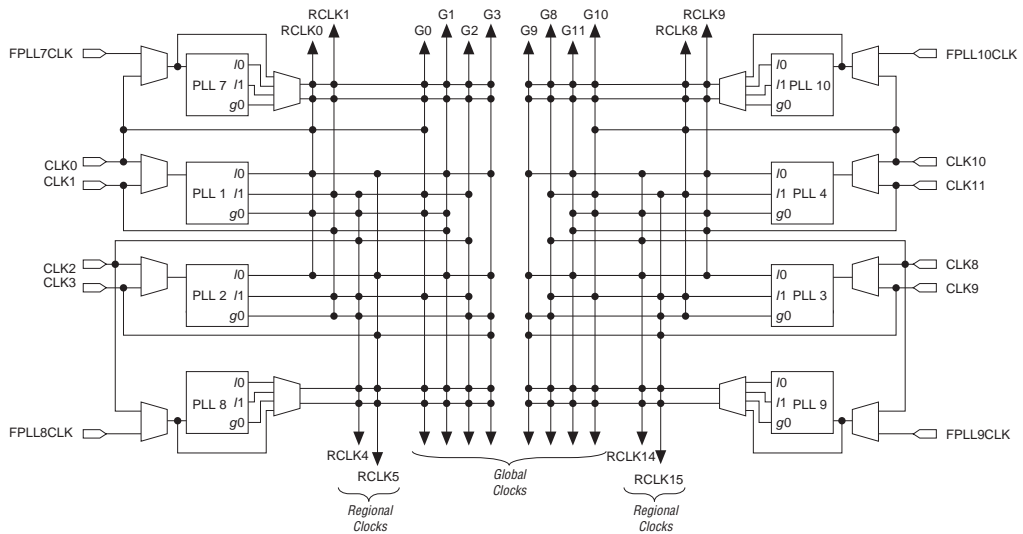 RCLK1 G1 G3 G8 G10 RCLK9
RCLK0 G0 G2 G9 G11 RCLK8
FPLL7CLK FPLL10CLK
l0 l0
PLL 7 l1 l1 PLL 10
g0 g0
CLK0 CLK10
CLK1 CLK11
l0 l0
PLL 1 l1 l1 PLL 4
g0 g0
CLK2 CLK8
CLK3 CLK9
l0 l0
PLL 2 l1 l1 PLL 3
g0 g0
l0 l0
PLL 8 l1 l1 PLL 9
g0 g0
FPLL8CLK FPLL9CLK
RCLK4 RCLK14
RCLK5 RCLK15
Global
Clocks
Regional Regional
Clocks Clocks